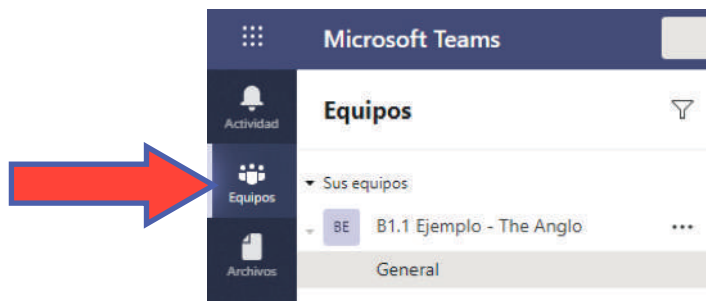 Microsoft Teams
Actividad
Equipos
Equipos
Sus equipos
BE B1.1 Ejemplo - The Anglo
General
Archivos